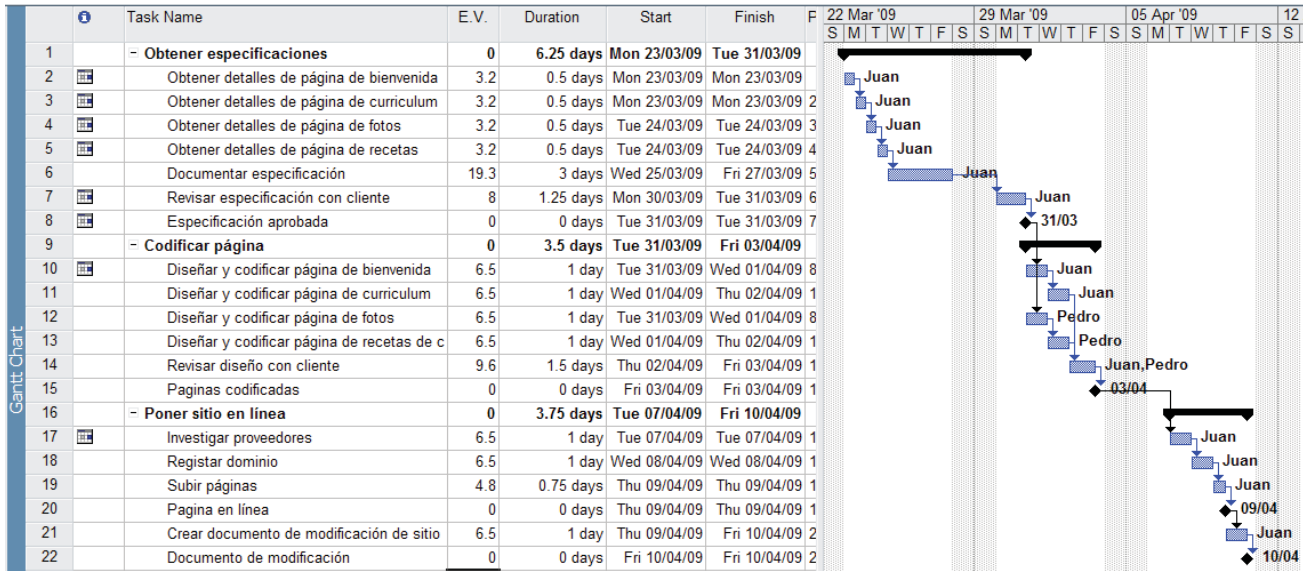 Task Name E.V. Duration Start Finish 22 Mar '09 29 Mar '09 05 Apr '09 12
S M T W T F S S M T W T F S S M T W T F S S
1 − Obtener especificaciones 0 6.25 days Mon 23/03/09 Tue 31/03/09
2 Obtener detalles de página de bienvenida 3.2 0.5 days Mon 23/03/09 Mon 23/03/09 Juan
3 Obtener detalles de página de curriculum 3.2 0.5 days Mon 23/03/09 Mon 23/03/09 2 Juan
4 Obtener detalles de página de fotos 3.2 0.5 days Tue 24/03/09 Tue 24/03/09 3 Juan
5 Obtener detalles de página de recetas 3.2 0.5 days Tue 24/03/09 Tue 24/03/09 4 Juan
6 Documentar especificación 19.3 3 days Wed 25/03/09 Fri 27/03/09 5 Juan
7 Revisar especificación con cliente 8 1.25 days Mon 30/03/09 Tue 31/03/09 6 Juan
8 Especificación aprobada 0 0 days Tue 31/03/09 Tue 31/03/09 7 31/03
9 − Codificar página 0 3.5 days Tue 31/03/09 Fri 03/04/09
10 Diseñar y codificar página de bienvenida 6.5 1 day Tue 31/03/09 Wed 01/04/09 8 Juan
11 Diseñar y codificar página de curriculum 6.5 1 day Wed 01/04/09 Thu 02/04/09 1 Juan
12 Diseñar y codificar página de fotos 6.5 1 day Tue 31/03/09 Wed 01/04/09 8 Pedro
13 Diseñar y codificar página de recetas de c 6.5 1 day Wed 01/04/09 Thu 02/04/09 1 Pedro
14 Revisar diseño con cliente 9.6 1.5 days Thu 02/04/09 Fri 03/04/09 1 Juan,Pedro
15 Paginas codificadas 0 0 days Fri 03/04/09 Fri 03/04/09 1 03/04
16 − Poner sitio en línea 0 3.75 days Tue 07/04/09 Fri 10/04/09
17 Investigar proveedores 6.5 1 day Tue 07/04/09 Tue 07/04/09 1 Juan
18 Registar dominio 6.5 1 day Wed 08/04/09 Wed 08/04/09 1 Juan
19 Subir páginas 4.8 0.75 days Thu 09/04/09 Thu 09/04/09 1 Juan
20 Pagina en línea 0 0 days Thu 09/04/09 Thu 09/04/09 1 09/04
21 Crear documento de modificación de sitio 6.5 1 day Thu 09/04/09 Fri 10/04/09 2 Juan
22 Documento de modificación 0 0 days Fri 10/04/09 Fri 10/04/09 2 10/04
Gantt Chart